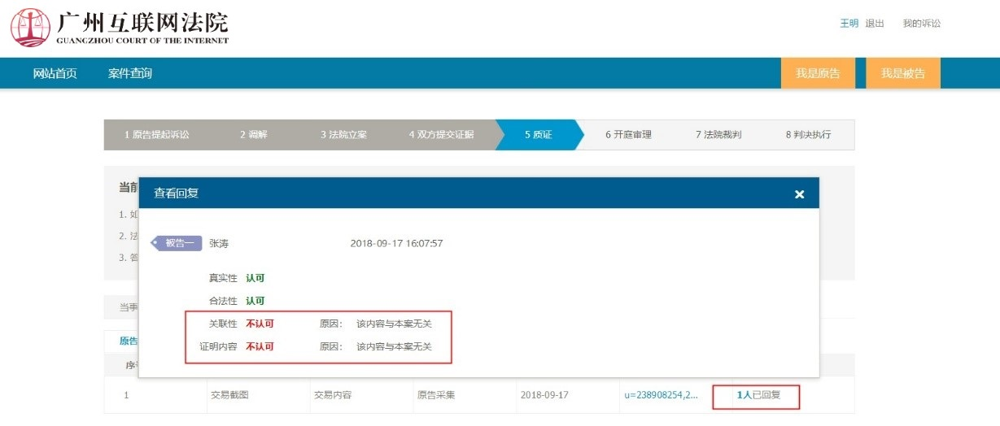 广州互联网法院
GUANGZHOU COURT OF THE INTERNET
王明 退出 我的诉讼
网站首页 案件查询 我是原告 我是被告
1 原告提起诉讼 2 调解 3 法院立案 4 双方提交证据 5 质证 6 开庭审理 7 法院裁判 8 判决执行
当前
查看回复 ×
1. 如
2. 法
3. 答
被告一 张涛 2018-09-17 16:07:57
真实性 认可
合法性 认可
当事
关联性 不认可 原因: 该内容与本案无关
原告
证明内容 不认可 原因: 该内容与本案无关
序号
1 交易截图 交易内容 原告采集 2018-09-17 u=238908254,2... 1人已回复